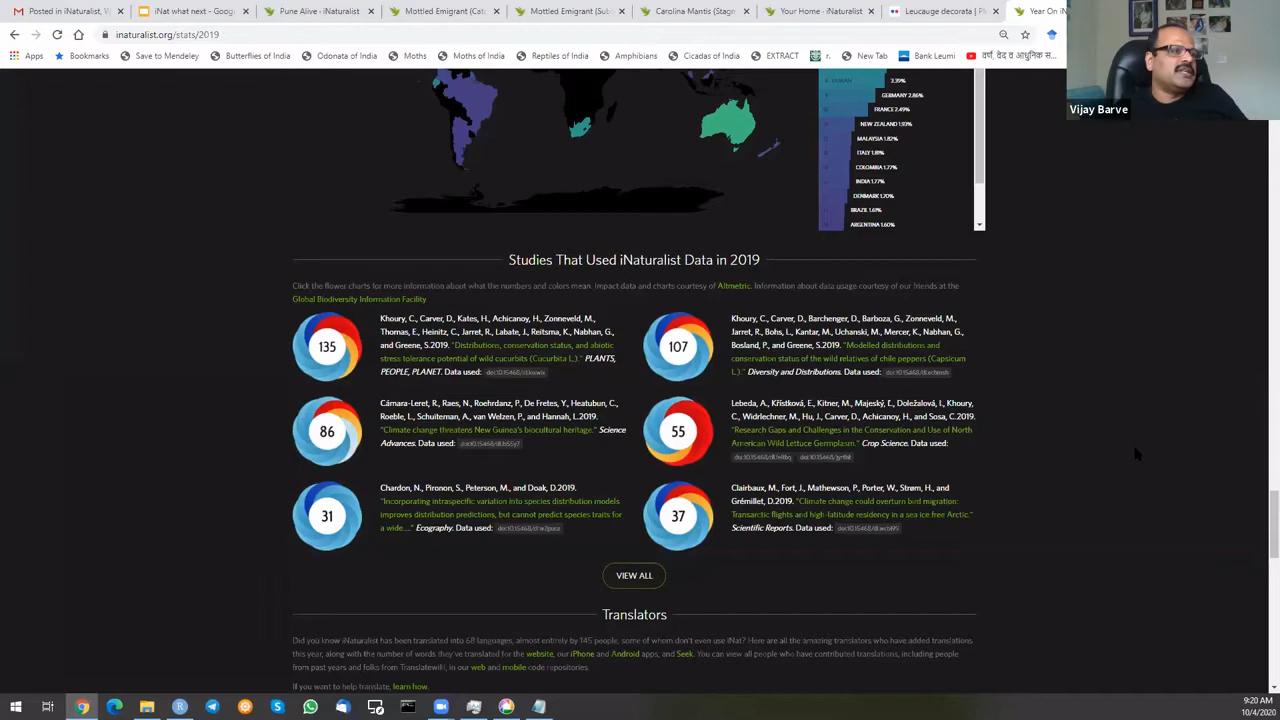 Posted in iNaturalist, W
iNat what next - Goog
Pune Alive - iNaturalist
Mottled Emigrant (Cat
Mottled Emigrant (Sub
Carolina Mantis (Stagm
Your Home · iNaturalist
Leucauge decorata | Pl
Year On iN
inaturalist.org/stats/2019
Apps
Bookmarks
Save to Mendeley
Butterflies of India
Odonata of India
Moths
Moths of India
Reptiles of India
Amphibians
Cicadas of India
EXTRACT
r.
New Tab
Bank Leumi
वर्ण, वेद व आधुनिक स...
Vijay Barve
GERMANY 2.86%
FRANCE 2.49%
NEW ZEALAND 1.93%
MALAYSIA 1.82%
ITALY 1.81%
COLOMBIA 1.77%
INDIA 1.77%
DENMARK 1.70%
BRAZIL 1.61%
ARGENTINA 1.60%
Studies That Used iNaturalist Data in 2019
Click the flower charts for more information about what the numbers and colors mean. Impact data and charts courtesy of Altmetric. Information about data usage courtesy of our friends at the
Global Biodiversity Information Facility
135
Khoury, C., Carver, D., Kates, H., Achicanoy, H., Zonneveld, M.,
Thomas, E., Heinitz, C., Jarret, R., Labate, J., Reitsma, K., Nabhan, G.,
and Greene, S.2019. "Distributions, conservation status, and abiotic
stress tolerance potential of wild cucurbits (Cucurbita L.)." PLANTS,
PEOPLE, PLANET. Data used:
107
Khoury, C., Carver, D., Barchenger, D., Barboza, G., Zonneveld, M.,
Jarret, R., Bohs, L., Kantar, M., Uchanski, M., Mercer, K., Nabhan, G.,
Bosland, P., and Greene, S.2019. "Modelled distributions and
conservation status of the wild relatives of chile peppers (Capsicum
L.)." Diversity and Distributions. Data used:
86
Cámara-Leret, R., Raes, N., Roehrdanz, P., De Fretes, Y., Heatubun, C.,
Roeble, L., Schuiteman, A., van Welzen, P., and Hannah, L.2019.
"Climate change threatens New Guinea's biocultural heritage." Science
Advances. Data used:
55
Lebeda, A., Křístková, E., Kitner, M., Majeský, E., Doležalová, I., Khoury,
C., Widrlechner, M., Hu, J., Carver, D., Achicanoy, H., and Sosa, C.2019.
"Research Gaps and Challenges in the Conservation and Use of North
American Wild Lettuce Germplasm." Crop Science. Data used:
31
Chardon, N., Pironon, S., Peterson, M., and Doak, D.2019.
"Incorporating intraspecific variation into species distribution models
improves distribution predictions, but cannot predict species traits for
a wide..." Ecography. Data used:
37
Clairbaux, M., Fort, J., Mathewson, P., Porter, W., Strøm, H., and
Grémillet, D.2019. "Climate change could overturn bird migration:
Transarctic flights and high-latitude residency in a sea ice free Arctic."
Scientific Reports. Data used:
VIEW ALL
Translators
Did you know iNaturalist has been translated into 68 languages, almost entirely by 145 people, some of whom don't even use iNat? Here are all the amazing translators who have added translations
this year, along with the number of words they've translated for the website, our iPhone and Android apps, and Seek. You can view all people who have contributed translations, including people
from past years and folks from Translatewiki, in our web and mobile code repositories.
If you want to help translate, learn how.
9:20 AM
10/4/2020